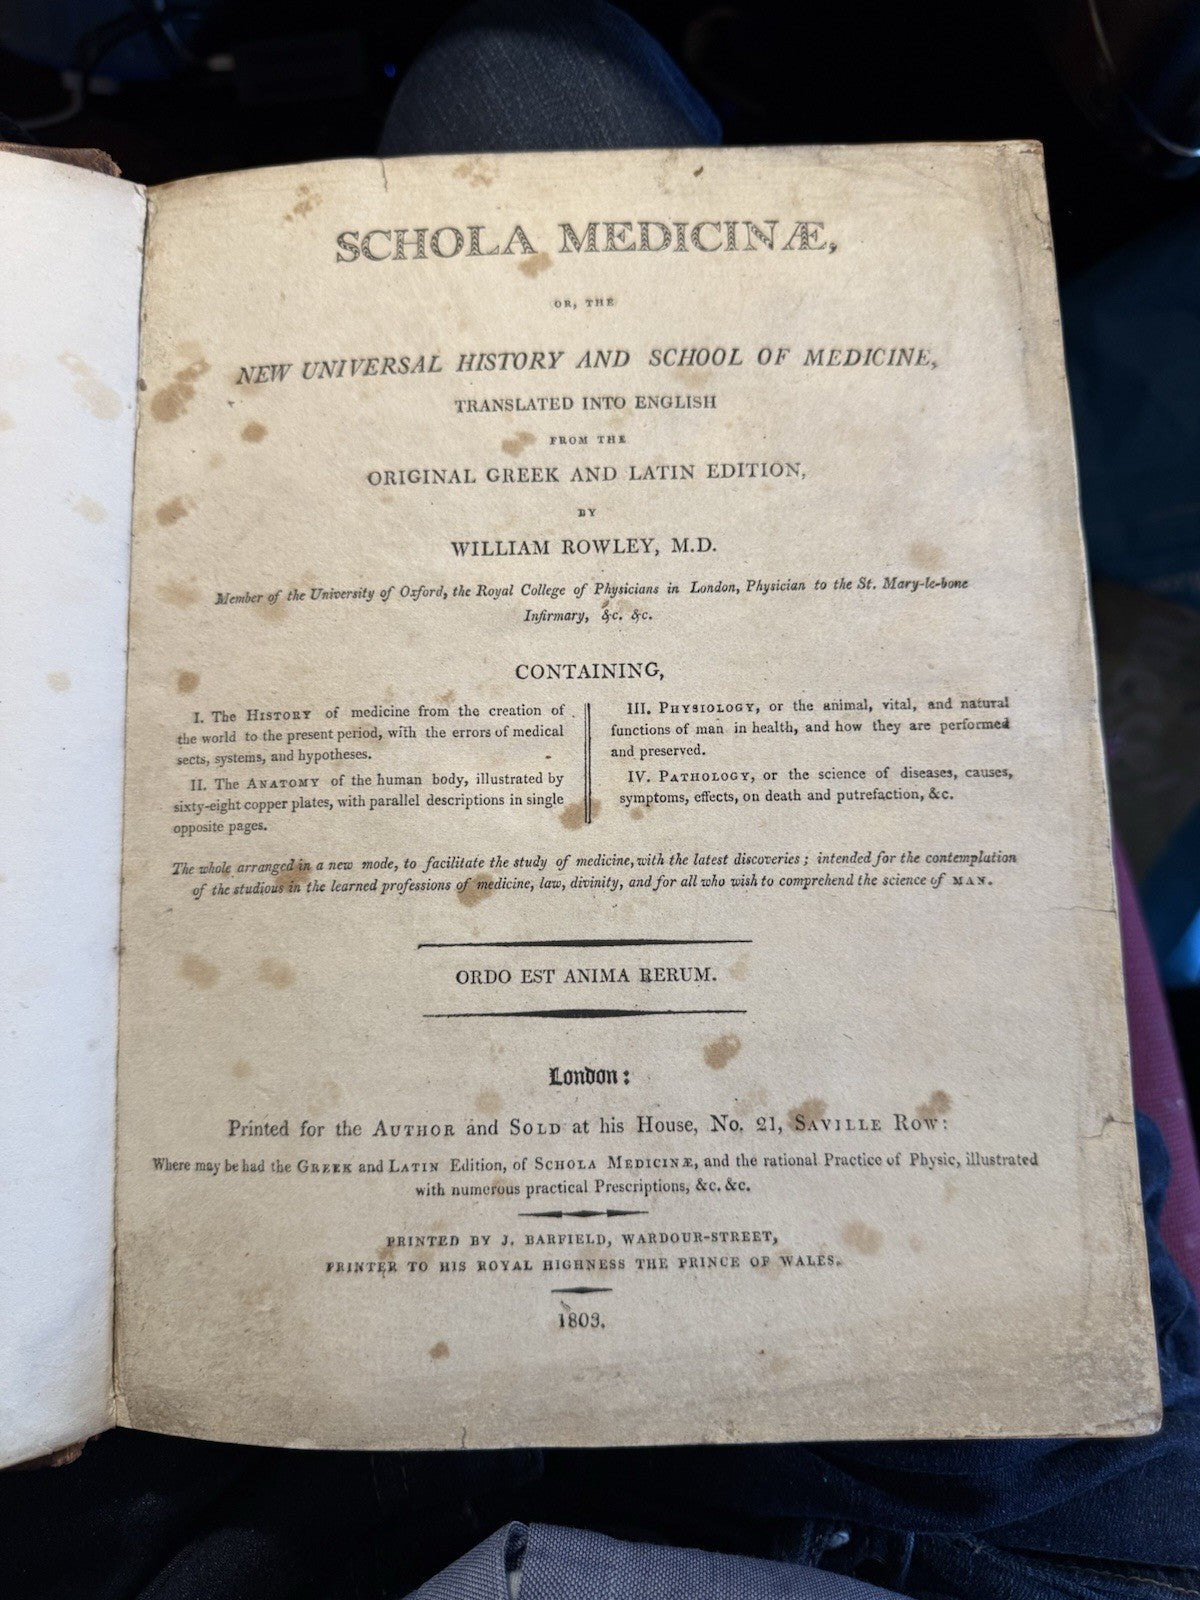 SCHOLA MEDICINÆ,
OR, THE
NEW UNIVERSAL HISTORY AND SCHOOL OF MEDICINE,
TRANSLATED INTO ENGLISH
FROM THE
ORIGINAL GREEK AND LATIN EDITION,
BY
WILLIAM ROWLEY, M.D.
Member of the University of Oxford, the Royal College of Physicians in London, Physician to the St. Mary-le-bone
Infirmary, &c. &c.
CONTAINING,
I. The HISTORY of medicine from the creation of
the world to the present period, with the errors of medical
sects, systems, and hypotheses.
II. The ANATOMY of the human body, illustrated by
sixty-eight copper plates, with parallel descriptions in single
opposite pages.
III. PHYSIOLOGY, or the animal, vital, and natural
functions of man in health, and how they are performed
and preserved.
IV. PATHOLOGY, or the science of diseases, causes,
symptoms, effects, on death and putrefaction, &c.
The whole arranged in a new mode, to facilitate the study of medicine, with the latest discoveries; intended for the contemplation
of the studious in the learned professions of medicine, law, divinity, and for all who wish to comprehend the science of MAN.
ORDO EST ANIMA RERUM.
London:
Printed for the AUTHOR and SOLD at his House, No. 21, SAVILLE ROW:
Where may be had the GREEK and LATIN Edition, of SCHOLA MEDICINÆ, and the rational Practice of Physic, illustrated
with numerous practical Prescriptions, &c. &c.
PRINTED BY J. BARFIELD, WARDOUR-STREET,
PRINTER TO HIS ROYAL HIGHNESS THE PRINCE OF WALES.
1803.